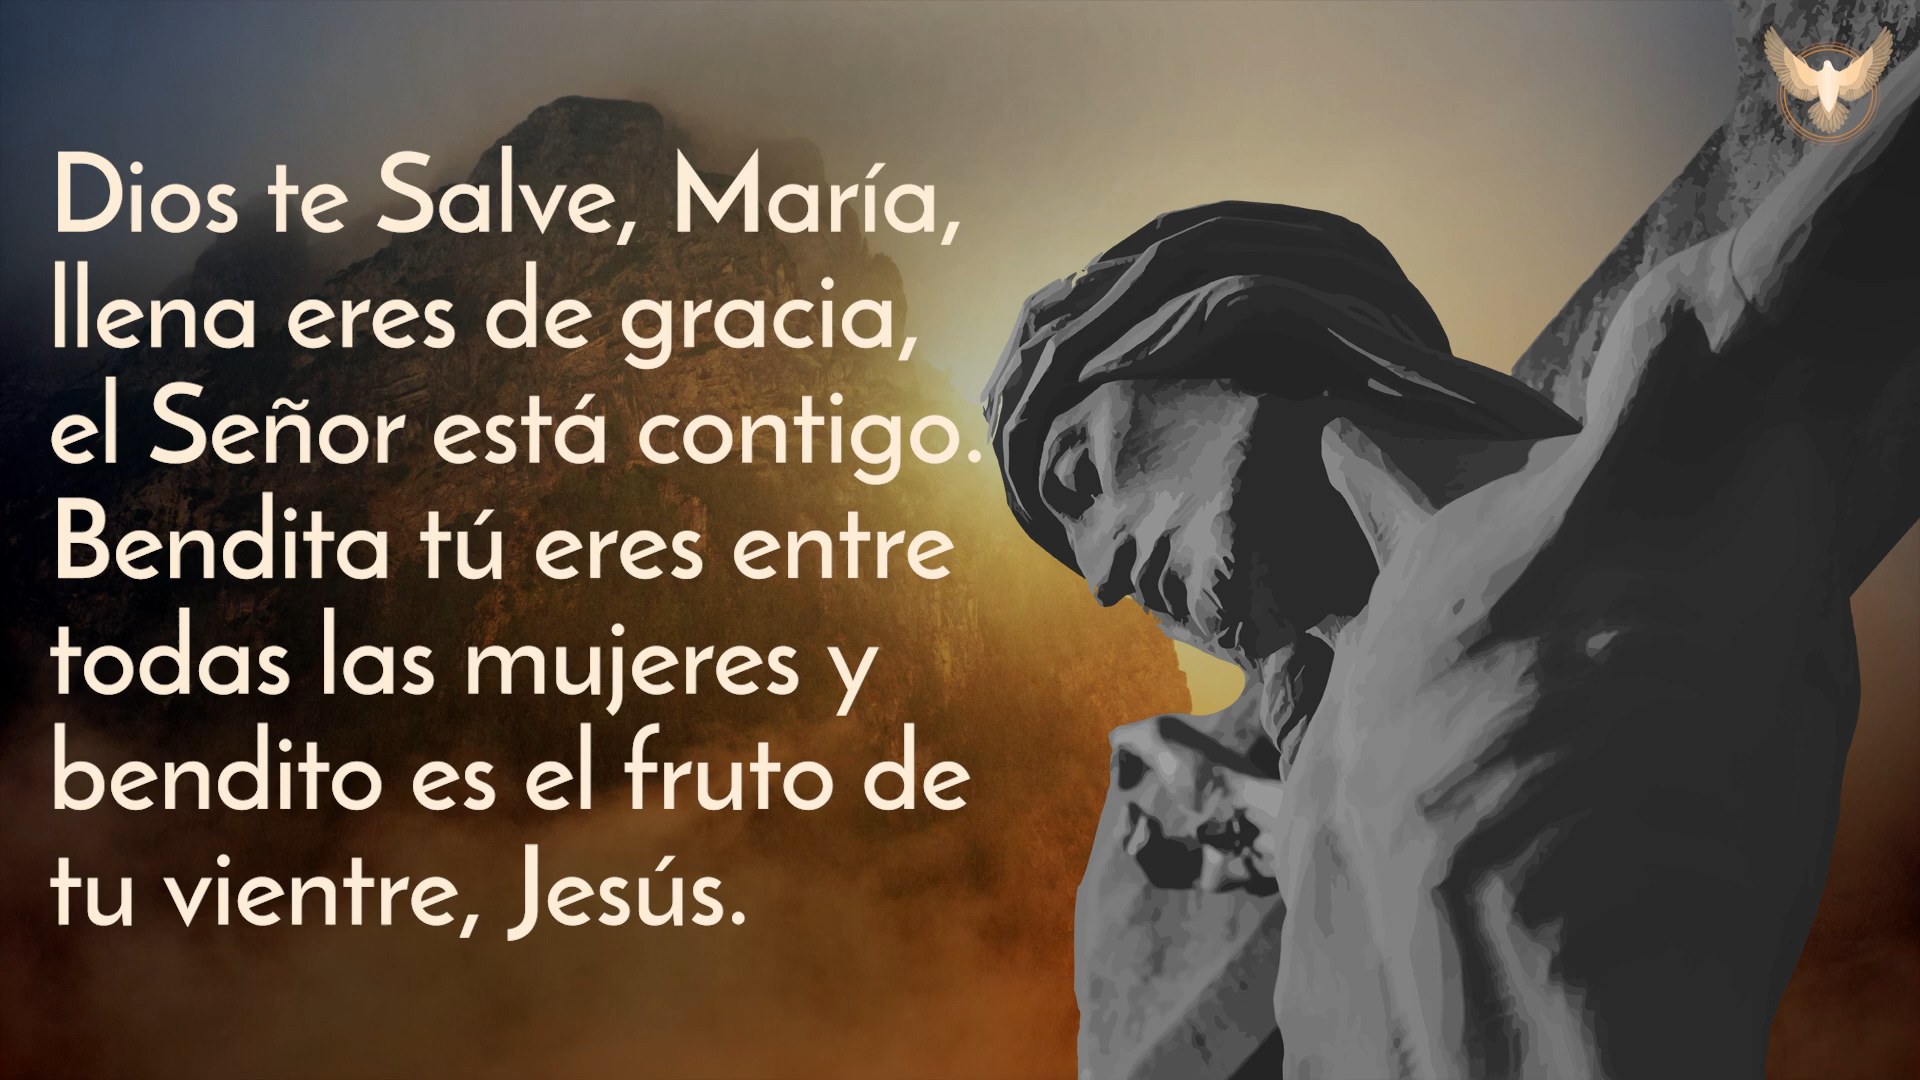 Dios te Salve, María,
llena eres de gracia,
el Señor está contigo.
Bendita tú eres entre
todas las mujeres y
bendito es el fruto de
tu vientre, Jesús.